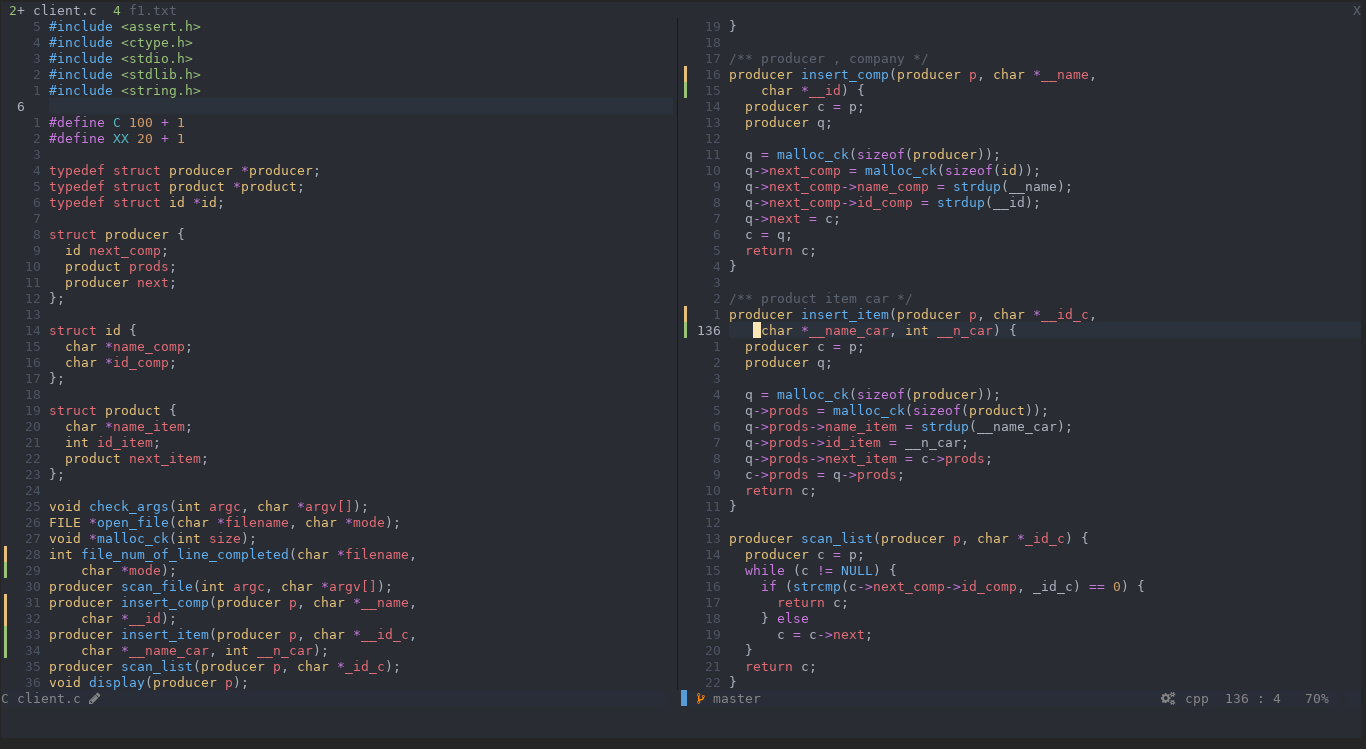 2+ client.c 4 f1.txt X
5 #include <assert.h>
4 #include <ctype.h>
3 #include <stdio.h>
2 #include <stdlib.h>
1 #include <string.h>
6
1 #define C 100 + 1
2 #define XX 20 + 1
3
4 typedef struct producer *producer;
5 typedef struct product *product;
6 typedef struct id *id;
7
8 struct producer {
9   id next_comp;
10   product prods;
11   producer next;
12 };
13
14 struct id {
15   char *name_comp;
16   char *id_comp;
17 };
18
19 struct product {
20   char *name_item;
21   int id_item;
22   product next_item;
23 };
24
25 void check_args(int argc, char *argv[]);
26 FILE *open_file(char *filename, char *mode);
27 void *malloc_ck(int size);
28 int file_num_of_line_completed(char *filename,
29     char *mode);
30 producer scan_file(int argc, char *argv[]);
31 producer insert_comp(producer p, char *__name,
32     char *__id);
33 producer insert_item(producer p, char *__id_c,
34     char *__name_car, int __n_car);
35 producer scan_list(producer p, char *_id_c);
36 void display(producer p);
C client.c
19 }
18
17 /** producer , company */
16 producer insert_comp(producer p, char *__name,
15     char *__id) {
14   producer c = p;
13   producer q;
12
11   q = malloc_ck(sizeof(producer));
10   q->next_comp = malloc_ck(sizeof(id));
9   q->next_comp->name_comp = strdup(__name);
8   q->next_comp->id_comp = strdup(__id);
7   q->next = c;
6   c = q;
5   return c;
4 }
3
2 /** product item car */
1 producer insert_item(producer p, char *__id_c,
136     char *__name_car, int __n_car) {
1   producer c = p;
2   producer q;
3
4   q = malloc_ck(sizeof(producer));
5   q->prods = malloc_ck(sizeof(product));
6   q->prods->name_item = strdup(__name_car);
7   q->prods->id_item = __n_car;
8   q->prods->next_item = c->prods;
9   c->prods = q->prods;
10   return c;
11 }
12
13 producer scan_list(producer p, char *_id_c) {
14   producer c = p;
15   while (c != NULL) {
16     if (strcmp(c->next_comp->id_comp, _id_c) == 0) {
17       return c;
18     } else
19       c = c->next;
20   }
21   return c;
22 }
master cpp 136 : 4 70%